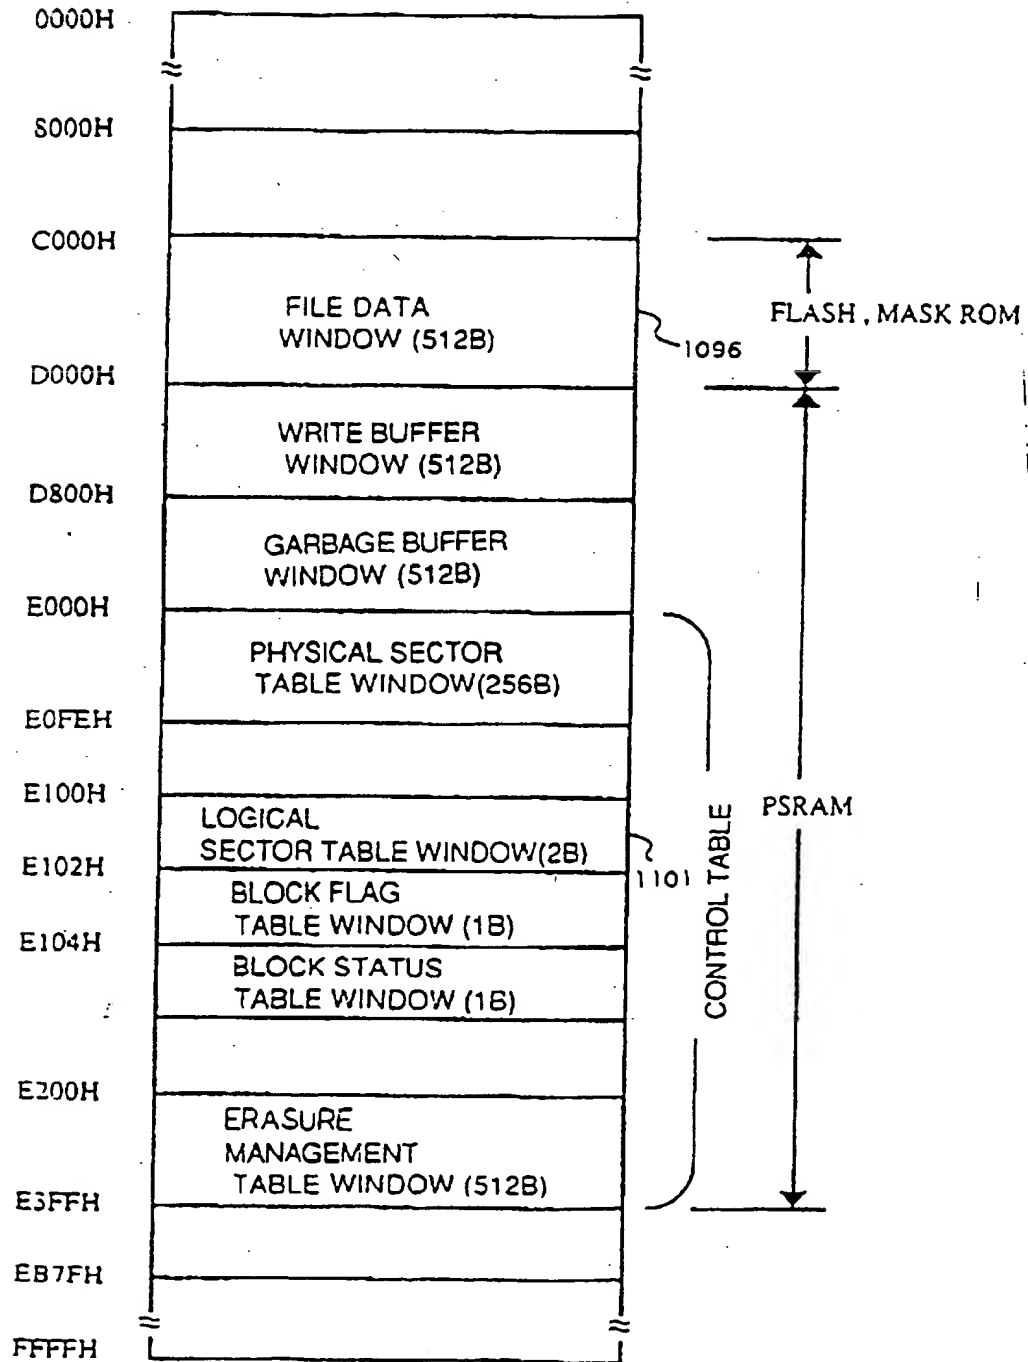 0000H
8000H
C000H
FILE DATA
WINDOW (512B)
FLASH , MASK ROM
1096
D000H
WRITE BUFFER
WINDOW (512B)
D800H
GARBAGE BUFFER
WINDOW (512B)
E000H
PHYSICAL SECTOR
TABLE WINDOW(256B)
E0FEH
E100H
LOGICAL
SECTOR TABLE WINDOW(2B)
1101
PSRAM
CONTROL TABLE
E102H
BLOCK FLAG
TABLE WINDOW (1B)
E104H
BLOCK STATUS
TABLE WINDOW (1B)
E200H
ERASURE
MANAGEMENT
TABLE WINDOW (512B)
E3FFH
EB7FH
FFFFH